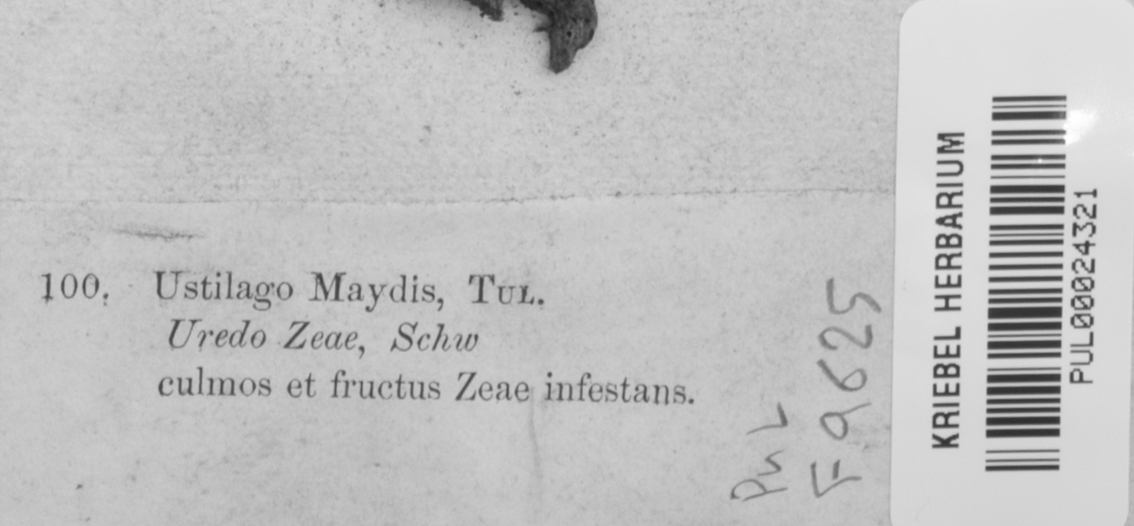 100. Ustilago Maydis, Tul.
Uredo Zeae, Schw
culmos et fructus Zeae infestans.
PUL
F9625
KRIEBEL HERBARIUM
PUL00024321